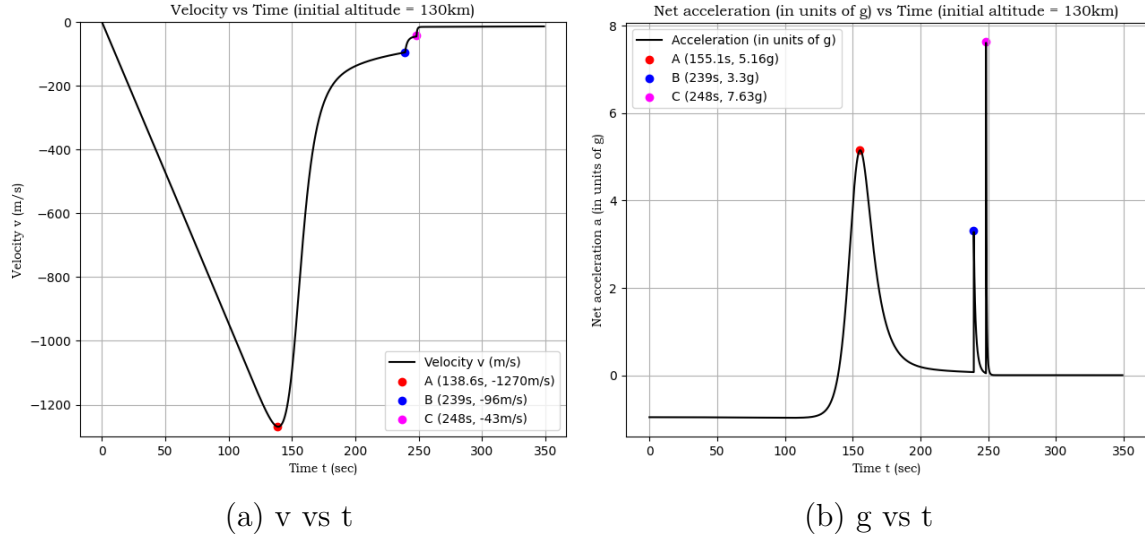 Velocity vs Time (initial altitude = 130km)
0
−200
−400
−600
−800
−1000
−1200
Velocity v (m/s)
Velocity v (m/s)
A (138.6s, -1270m/s)
B (239s, -96m/s)
C (248s, -43m/s)
0 50 100 150 200 250 300 350
Time t (sec)
(a) v vs t
Net acceleration (in units of g) vs Time (initial altitude = 130km)
8
6
4
2
0
Net acceleration a (in units of g)
Acceleration (in units of g)
A (155.1s, 5.16g)
B (239s, 3.3g)
C (248s, 7.63g)
0 50 100 150 200 250 300 350
Time t (sec)
(b) g vs t